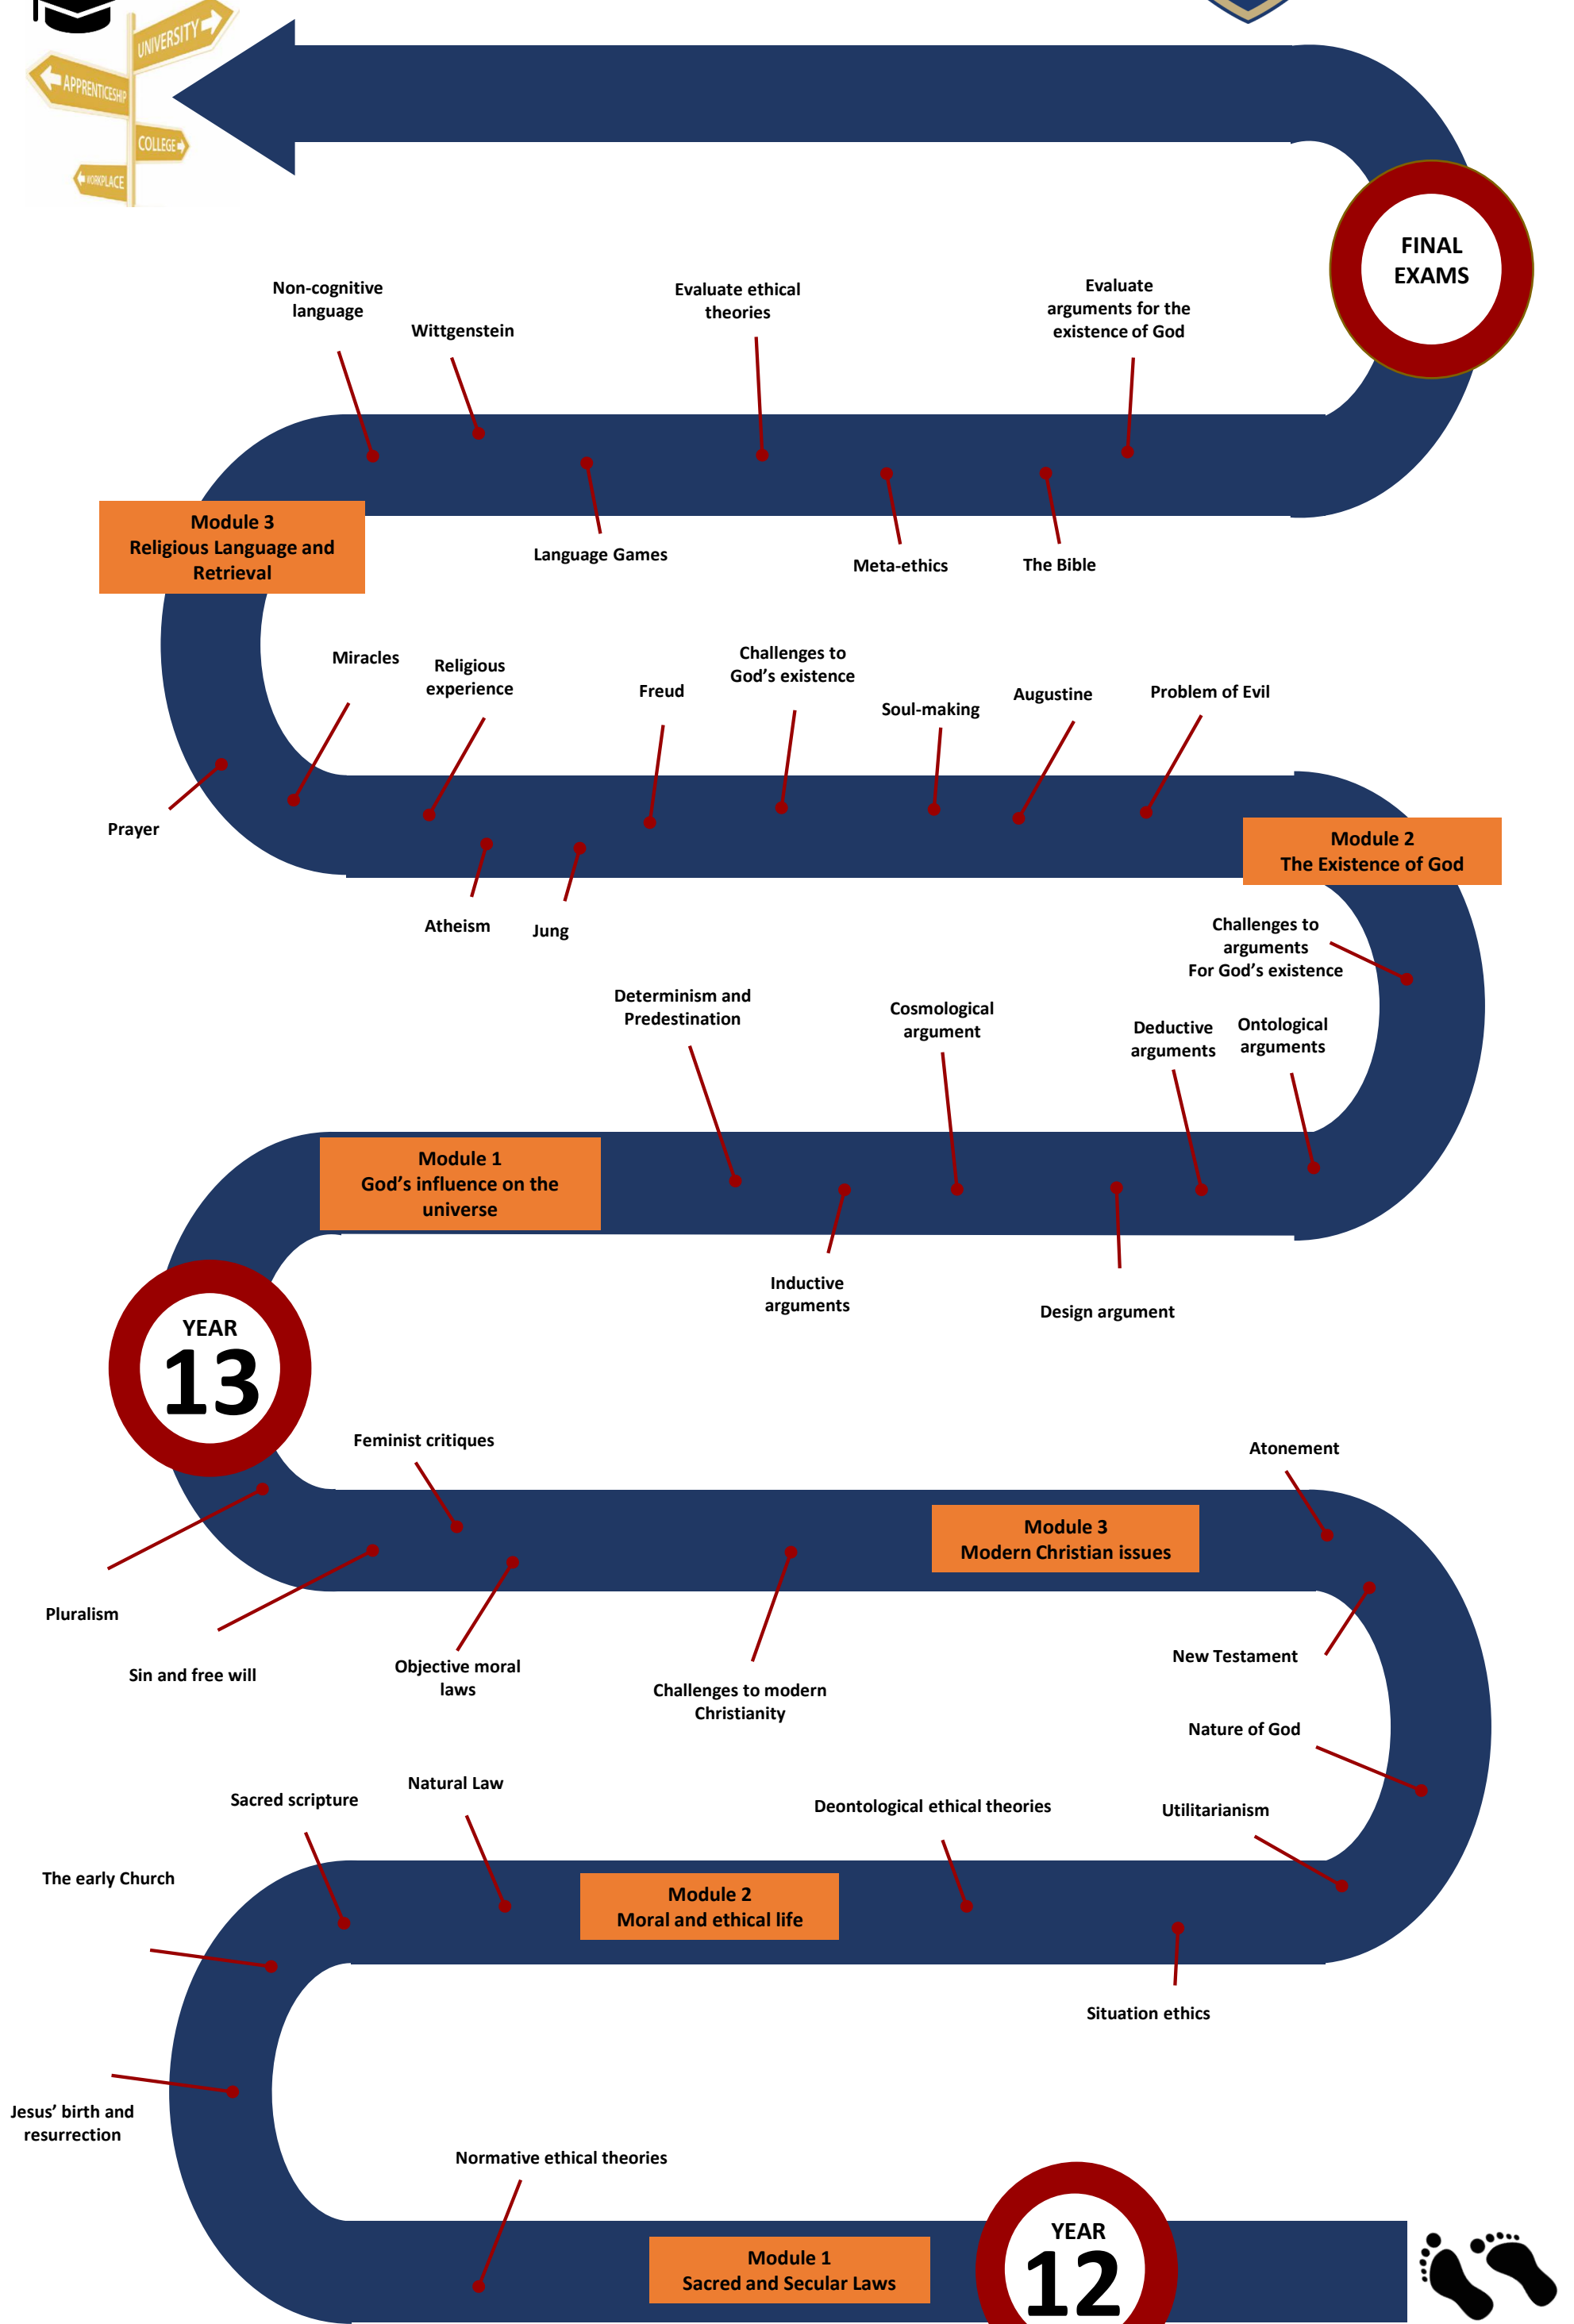 UNIVERSITY
APPRENTICESHIP
COLLEGE
WORKPLACE
FINAL
EXAMS
Non-cognitive
language
Wittgenstein
Evaluate ethical
theories
Evaluate
arguments for the
existence of God
Module 3
Religious Language and
Retrieval
Language Games
Meta-ethics
The Bible
Miracles
Religious
experience
Freud
Challenges to
God's existence
Soul-making
Augustine
Problem of Evil
Prayer
Module 2
The Existence of God
Atheism
Jung
Challenges to
arguments
For God's existence
Determinism and
Predestination
Cosmological
argument
Deductive
arguments
Ontological
arguments
Module 1
God's influence on the
universe
Inductive
arguments
Design argument
YEAR
13
Feminist critiques
Atonement
Module 3
Modern Christian issues
Pluralism
Sin and free will
Objective moral
laws
Challenges to modern
Christianity
New Testament
Nature of God
Sacred scripture
Natural Law
Deontological ethical theories
Utilitarianism
The early Church
Module 2
Moral and ethical life
Situation ethics
Jesus' birth and
resurrection
Normative ethical theories
Module 1
Sacred and Secular Laws
YEAR
12